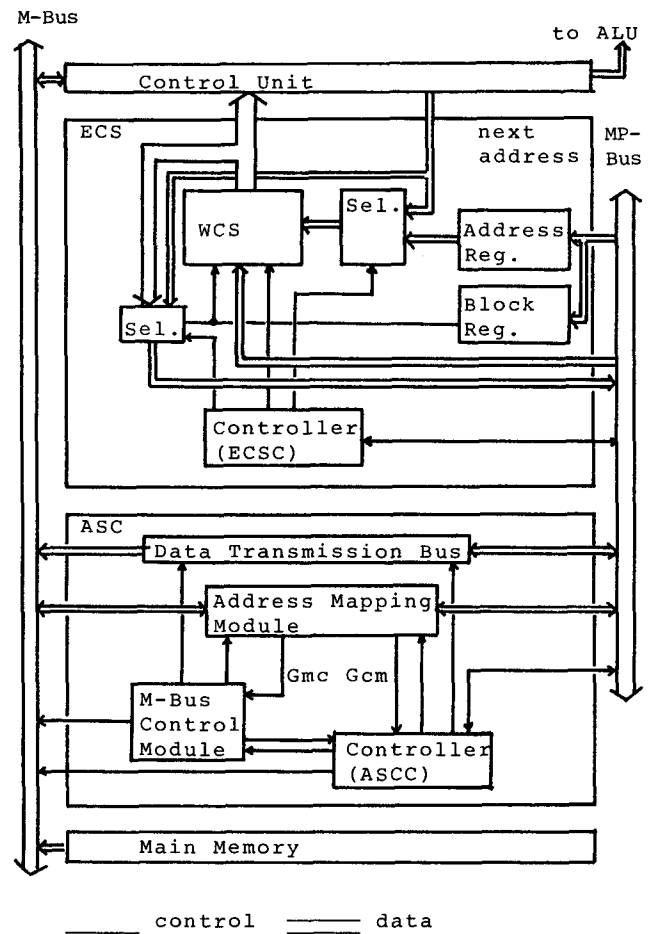 M-Bus
to ALU
Control Unit
ECS
next
address
MP-
Bus
WCS
Sel.
Address
Reg.
Block
Reg.
Sel.
Controller
(ECSC)
ASC
Data Transmission Bus
Address Mapping
Module
Gmc Gcm
M-Bus
Control
Module
Controller
(ASCC)
Main Memory
control
data